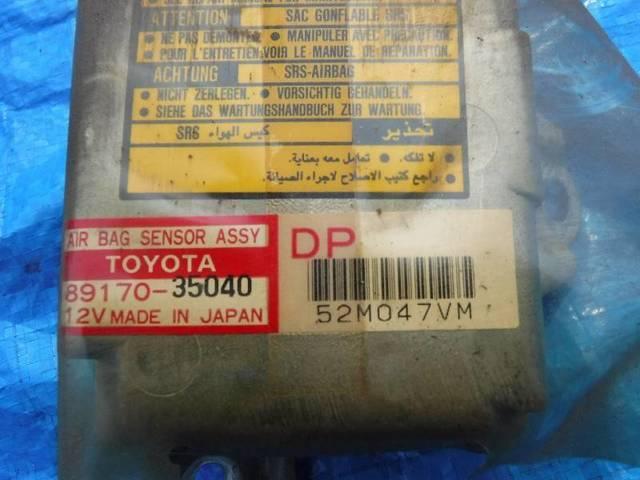 ATTENTION SAC GONFLABLE SRS
● NE PAS DEMONTER. ● MANIPULER AVEC PRECAUTION.
● POUR L'ENTRETIEN VOIR LE MANUEL DE REPARATION.
ACHTUNG SRS-AIRBAG
● NICHT ZERLEGEN. ● VORSICHTIG BEHANDELN.
● SIEHE DAS WARTUNGSHANDBUCH ZUR WARTUNG.
تحذير كيس الهواء SRS
● لا تفكه. ● تعامل معه بعناية.
● راجع كتيب الاصلاح لاجراء الصيانة.
AIR BAG SENSOR ASSY
TOYOTA
89170-35040
12V MADE IN JAPAN
DP
52M047VM